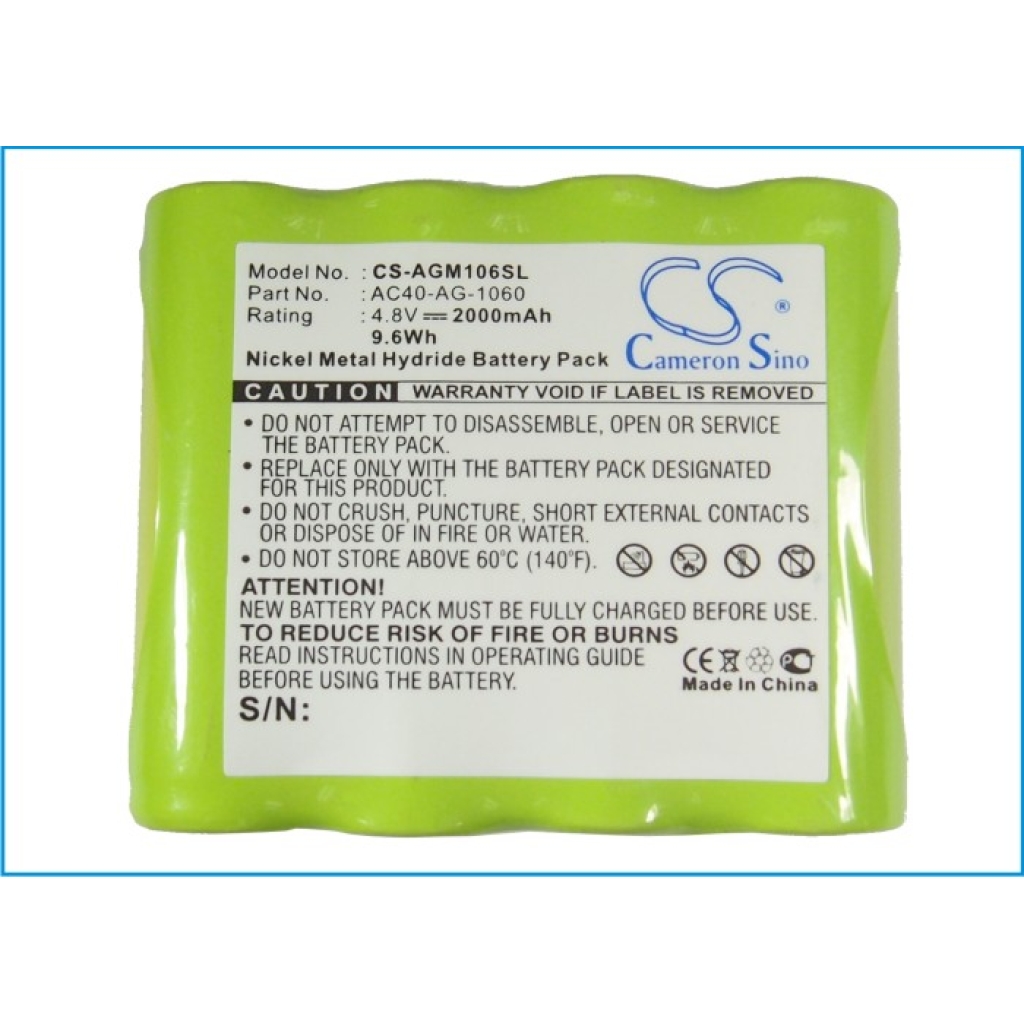 Model No. : CS-AGM106SL
Part No. : AC40-AG-1060
Rating : 4.8V 2000mAh
9.6Wh
Nickel Metal Hydride Battery Pack
CS ®
Cameron Sino
CAUTION WARRANTY VOID IF LABEL IS REMOVED
• DO NOT ATTEMPT TO DISASSEMBLE, OPEN OR SERVICE
THE BATTERY PACK.
• REPLACE ONLY WITH THE BATTERY PACK DESIGNATED
FOR THIS PRODUCT.
• DO NOT CRUSH, PUNCTURE, SHORT EXTERNAL CONTACTS
OR DISPOSE OF IN FIRE OR WATER.
• DO NOT STORE ABOVE 60°C (140°F).
ATTENTION!
NEW BATTERY PACK MUST BE FULLY CHARGED BEFORE USE.
TO REDUCE RISK OF FIRE OR BURNS
READ INSTRUCTIONS IN OPERATING GUIDE
BEFORE USING THE BATTERY.
CE
Made In China
S/N: